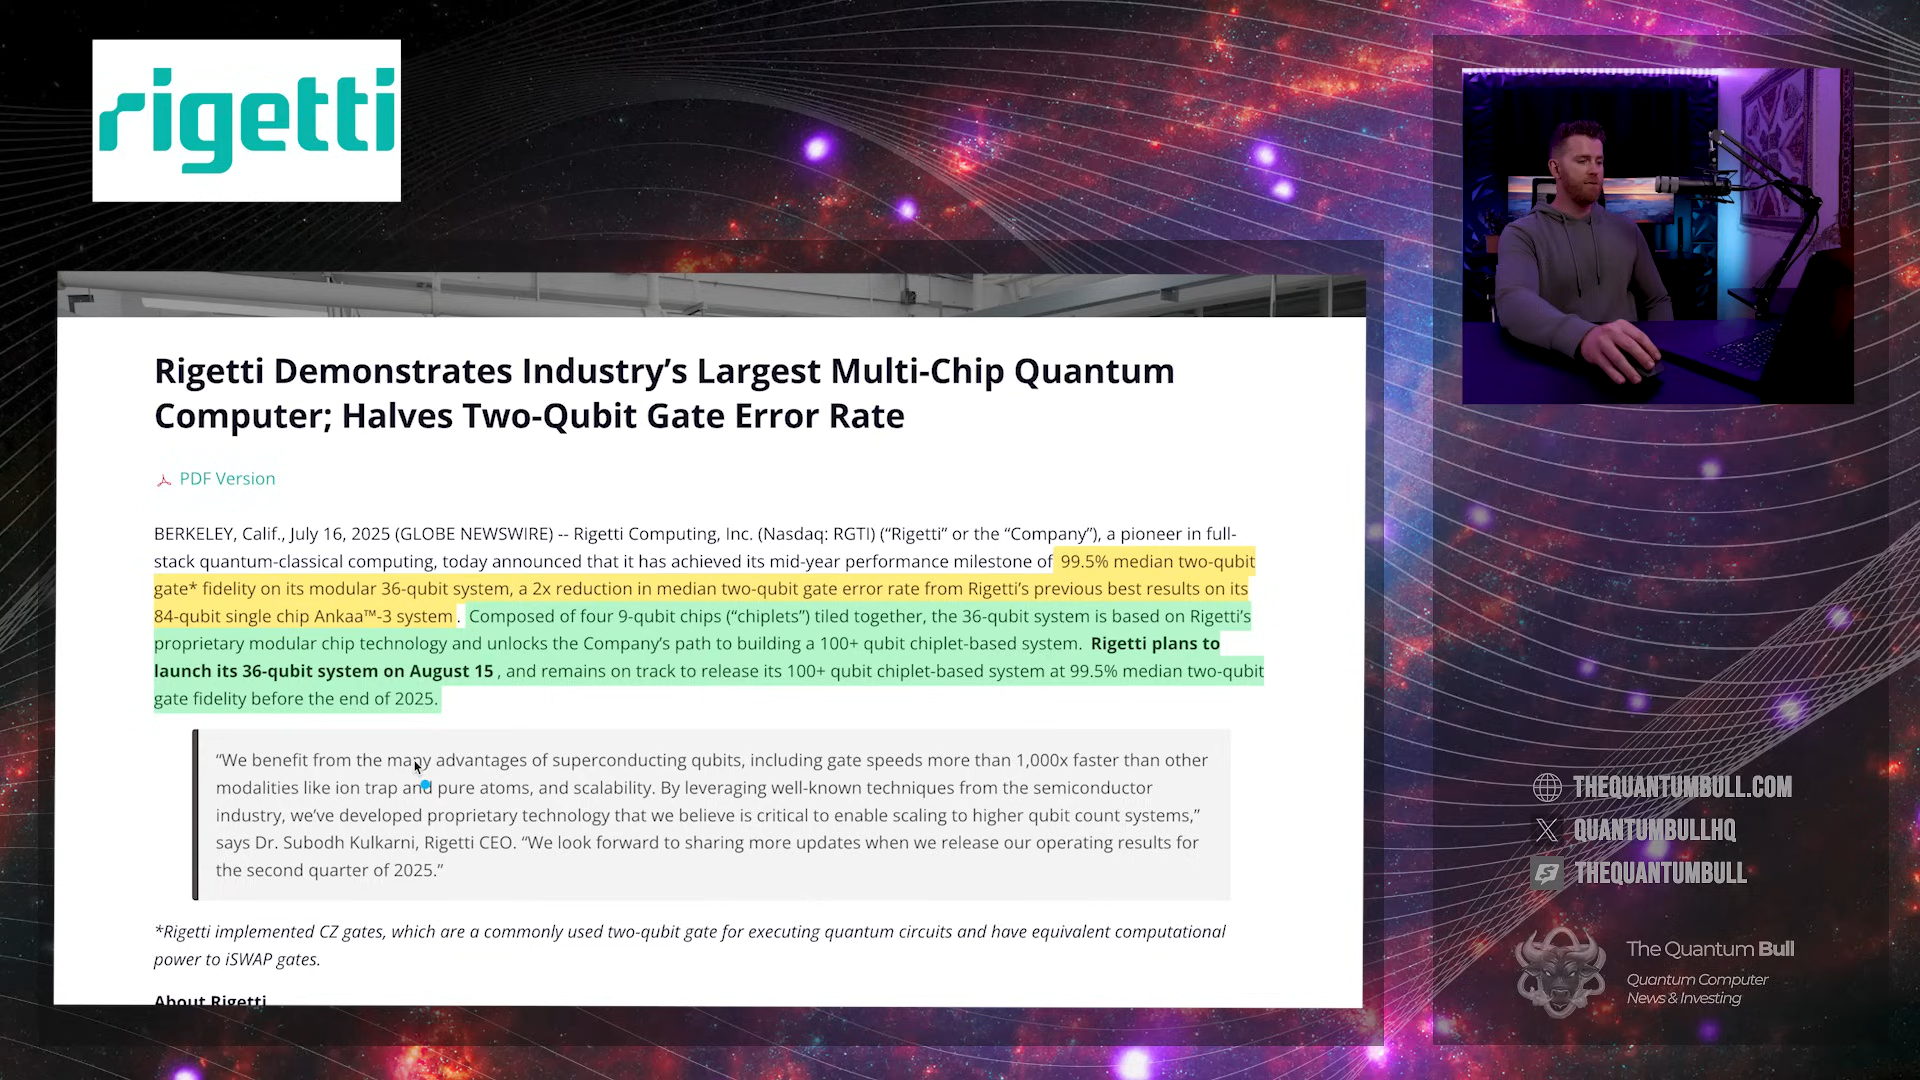 rigetti
Rigetti Demonstrates Industry’s Largest Multi-Chip Quantum
Computer; Halves Two-Qubit Gate Error Rate
PDF Version
BERKELEY, Calif., July 16, 2025 (GLOBE NEWSWIRE) -- Rigetti Computing, Inc. (Nasdaq: RGTI) (“Rigetti” or the “Company”), a pioneer in full-
stack quantum-classical computing, today announced that it has achieved its mid-year performance milestone of 99.5% median two-qubit
gate* fidelity on its modular 36-qubit system, a 2x reduction in median two-qubit gate error rate from Rigetti’s previous best results on its
84-qubit single chip Ankaa™-3 system. Composed of four 9-qubit chips (“chiplets”) tiled together, the 36-qubit system is based on Rigetti’s
proprietary modular chip technology and unlocks the Company’s path to building a 100+ qubit chiplet-based system. Rigetti plans to
launch its 36-qubit system on August 15, and remains on track to release its 100+ qubit chiplet-based system at 99.5% median two-qubit
gate fidelity before the end of 2025.
“We benefit from the many advantages of superconducting qubits, including gate speeds more than 1,000x faster than other
modalities like ion trap and pure atoms, and scalability. By leveraging well-known techniques from the semiconductor
industry, we’ve developed proprietary technology that we believe is critical to enable scaling to higher qubit count systems,”
says Dr. Subodh Kulkarni, Rigetti CEO. “We look forward to sharing more updates when we release our operating results for
the second quarter of 2025.”
*Rigetti implemented CZ gates, which are a commonly used two-qubit gate for executing quantum circuits and have equivalent computational
power to iSWAP gates.
About Rigetti
THEQUANTUMBULL.COM
QUANTUMBULLHQ
THEQUANTUMBULL
The Quantum Bull
Quantum Computer
News & Investing